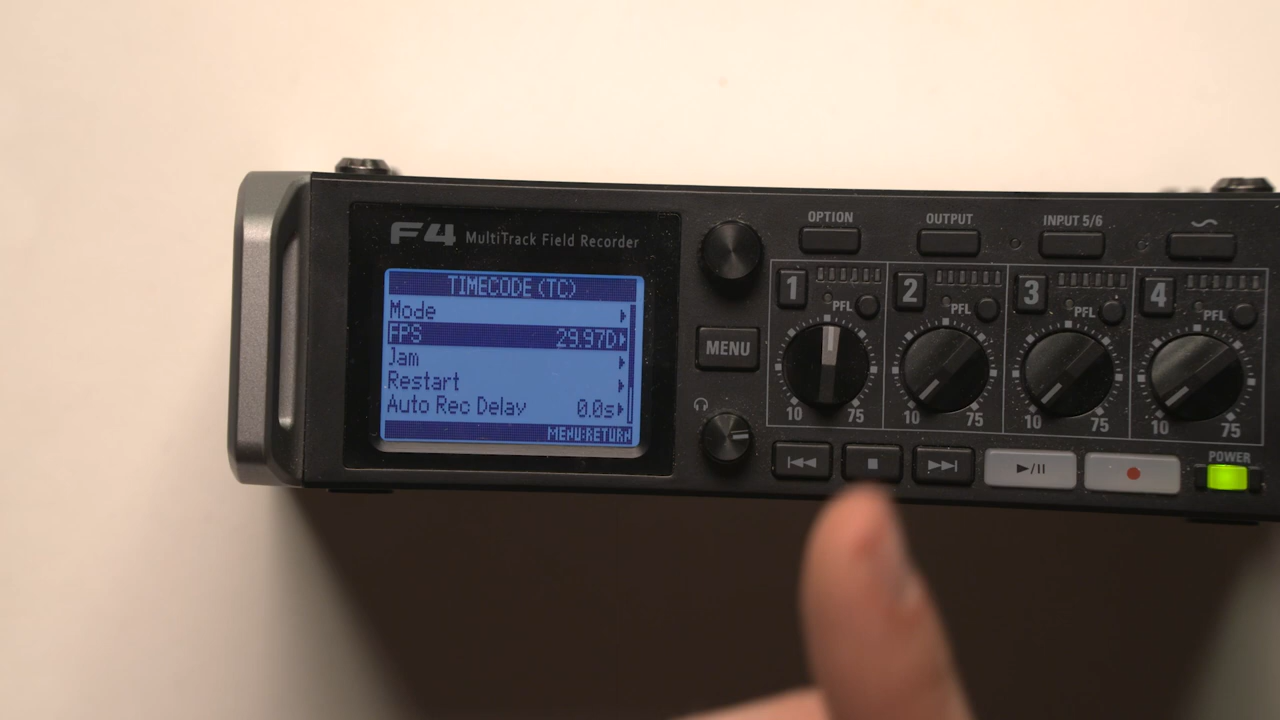 F4 MultiTrack Field Recorder
TIMECODE (TC)
Mode
FPS 29.97D
Jam
Restart
Auto Rec Delay 0.0s
MENU:RETURN
MENU
OPTION
OUTPUT
INPUT 5/6
1 PFL
2 PFL
3 PFL
4 PFL
10 75
10 75
10 75
10 75
POWER